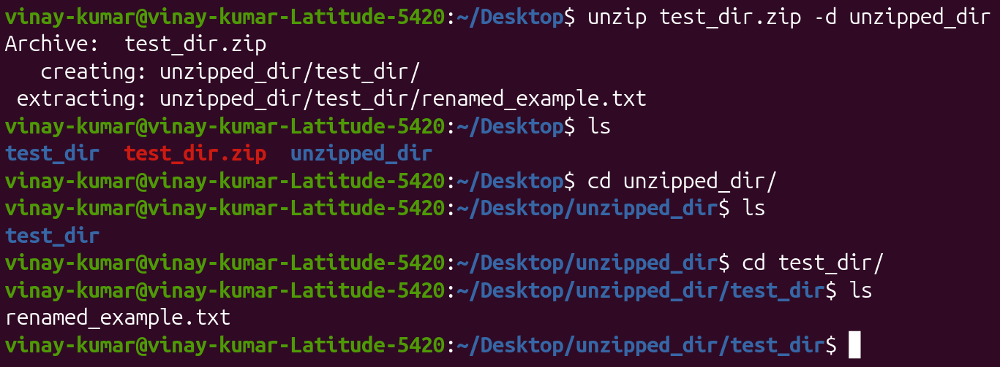 vinay-kumar@vinay-kumar-Latitude-5420:~/Desktop$ unzip test_dir.zip -d unzipped_dir
Archive:  test_dir.zip
   creating: unzipped_dir/test_dir/
 extracting: unzipped_dir/test_dir/renamed_example.txt
vinay-kumar@vinay-kumar-Latitude-5420:~/Desktop$ ls
test_dir  test_dir.zip  unzipped_dir
vinay-kumar@vinay-kumar-Latitude-5420:~/Desktop$ cd unzipped_dir/
vinay-kumar@vinay-kumar-Latitude-5420:~/Desktop/unzipped_dir$ ls
test_dir
vinay-kumar@vinay-kumar-Latitude-5420:~/Desktop/unzipped_dir$ cd test_dir/
vinay-kumar@vinay-kumar-Latitude-5420:~/Desktop/unzipped_dir/test_dir$ ls
renamed_example.txt
vinay-kumar@vinay-kumar-Latitude-5420:~/Desktop/unzipped_dir/test_dir$